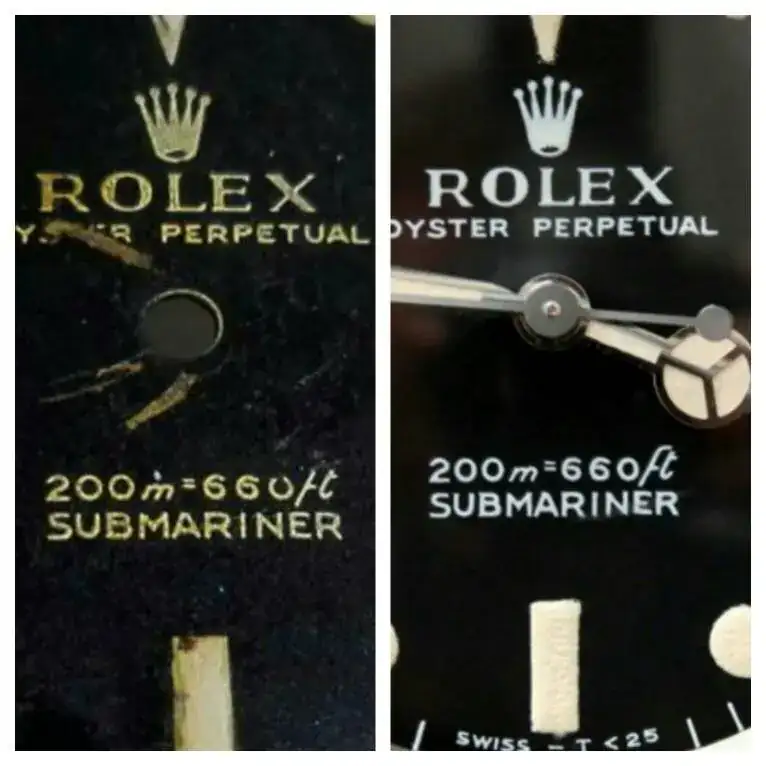 ROLEX
PERPETUAL
200m=660ft
SUBMARINER
ROLEX
OYSTER PERPETUAL
200m=660ft
SUBMARINER
SWISS - T < 25